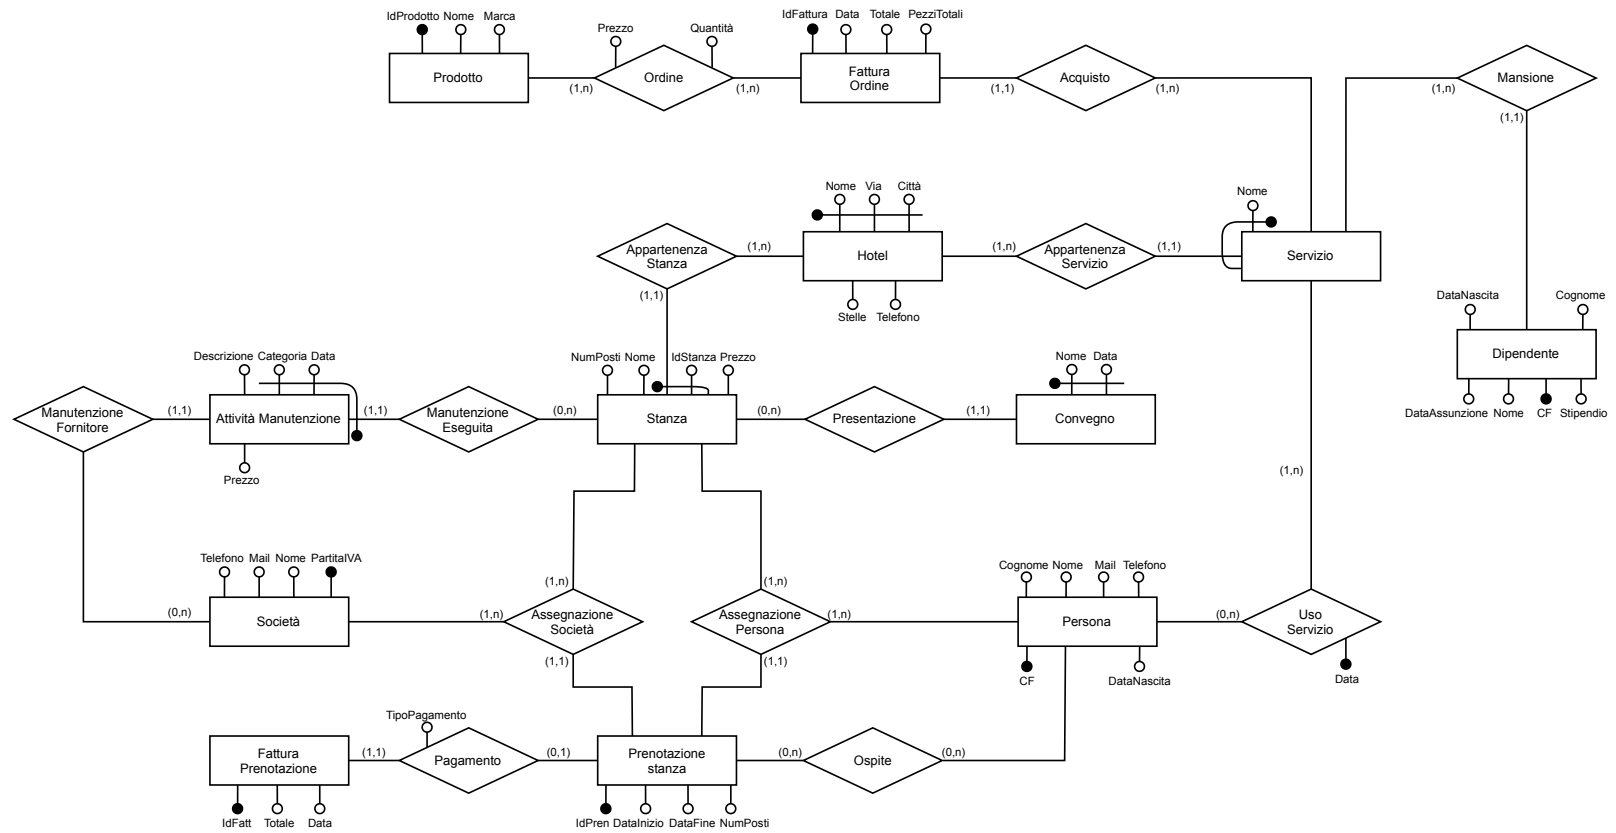 IdProdotto Nome Marca
Prezzo
Quantità
IdFattura Data Totale PezziTotali
Prodotto
(1,n)
Ordine
(1,n)
Fattura
Ordine
(1,1)
Acquisto
(1,n)
(1,n)
Mansione
(1,1)
Nome Via Città
Nome
Appartenenza
Stanza
(1,n)
(1,1)
Hotel
(1,n)
Appartenenza
Servizio
(1,1)
Servizio
Stelle Telefono
DataNascita
Cognome
Dipendente
DataAssunzione Nome CF Stipendio
Descrizione Categoria Data
NumPosti Nome IdStanza Prezzo
Nome Data
Manutenzione
Fornitore
(1,1)
Attività Manutenzione
(1,1)
Manutenzione
Eseguita
(0,n)
Stanza
(0,n)
Presentazione
(1,1)
Convegno
Prezzo
(1,n)
Telefono Mail Nome PartitaIVA
Cognome Nome Mail Telefono
(1,n)
(1,n)
(0,n)
Società
(1,n)
Assegnazione
Società
(1,1)
Assegnazione
Persona
(1,n)
(1,1)
Persona
(0,n)
Uso
Servizio
CF
DataNascita
Data
TipoPagamento
Fattura
Prenotazione
(1,1)
Pagamento
(0,1)
Prenotazione
stanza
(0,n)
Ospite
(0,n)
IdFatt Totale Data
IdPren DataInizio DataFine NumPosti